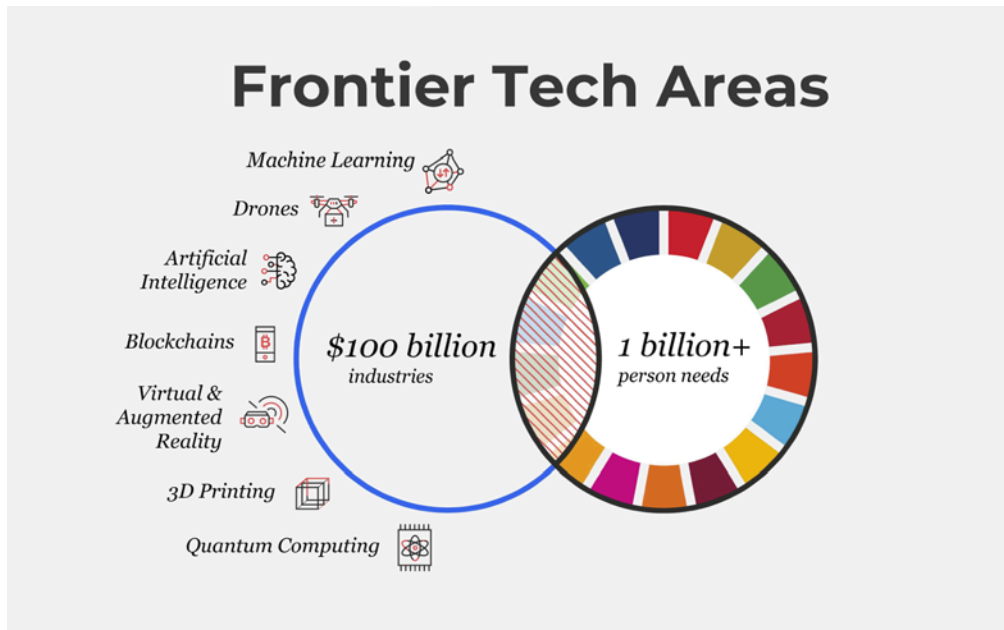 Frontier Tech Areas
Machine Learning
Drones
Artificial
Intelligence
Blockchains
Virtual &
Augmented
Reality
3D Printing
Quantum Computing
$100 billion
industries
1 billion+
person needs